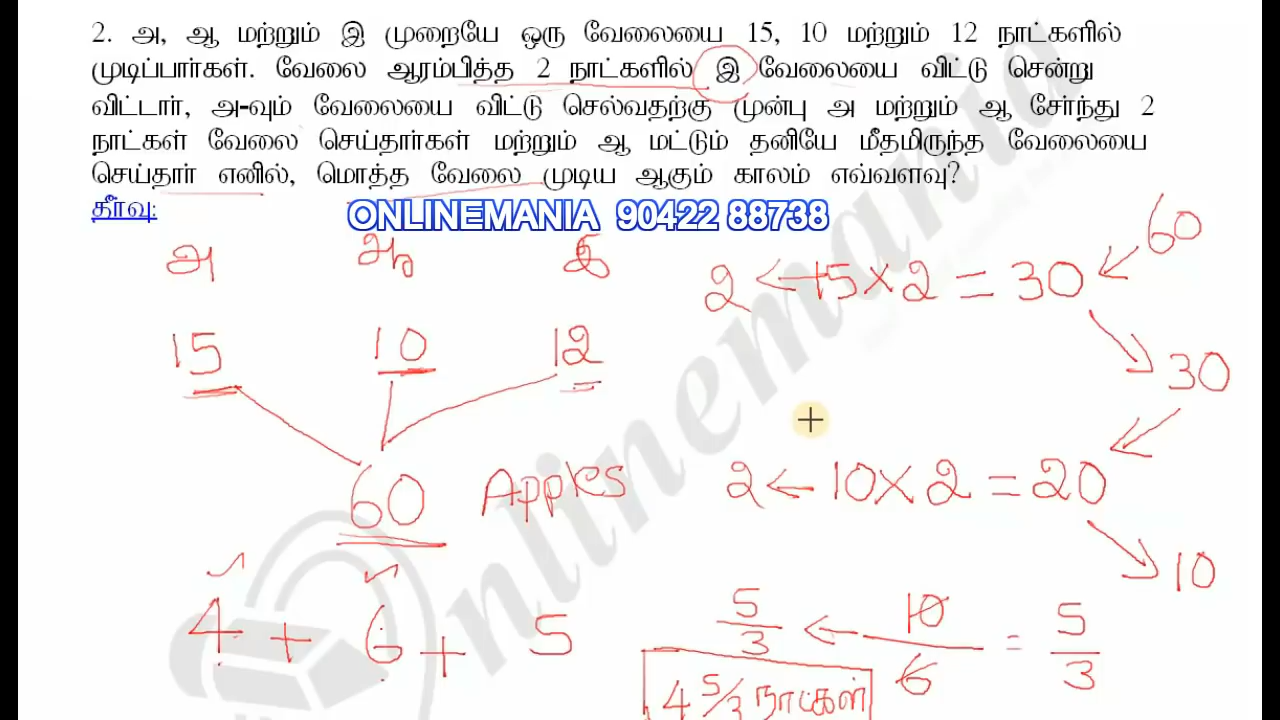 2. அ, ஆ மற்றும் இ முறையே ஒரு வேலையை 15, 10 மற்றும் 12 நாட்களில்
முடிப்பார்கள். வேலை ஆரம்பித்த 2 நாட்களில் இ வேலையை விட்டு சென்று
விட்டார், அ-வும் வேலையை விட்டு செல்வதற்கு முன்பு அ மற்றும் ஆ சேர்ந்து 2
நாட்கள் வேலை செய்தார்கள் மற்றும் ஆ மட்டும் தனியே மீதமிருந்த வேலையை
செய்தார் எனில், மொத்த வேலை முடிய ஆகும் காலம் எவ்வளவு?
தீர்வு:
ONLINEMANIA 90422 88738
அ ஆ இ
60
2 ← 15 × 2 = 30
15 10 12
30
60 Apples
2 ← 10 × 2 = 20
10
4 + 6 + 5
5/3 ← 10/6 = 5/3
4 5/3 நாட்கள்
nlinemania